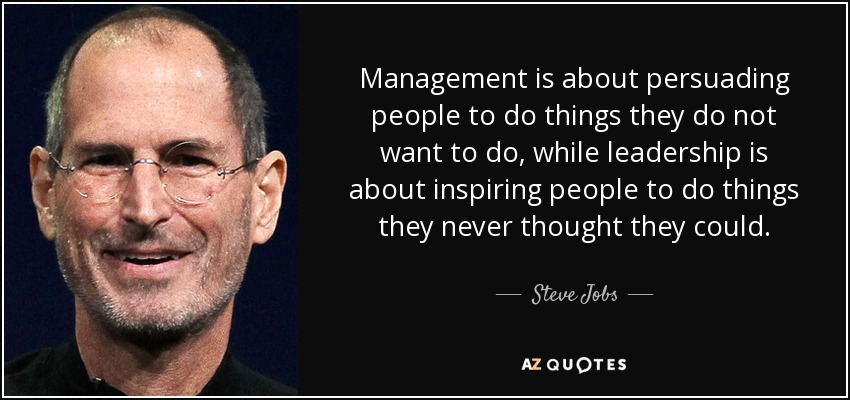 Management is about persuading
people to do things they do not
want to do, while leadership is
about inspiring people to do things
they never thought they could.
Steve Jobs
AZ QUOTES